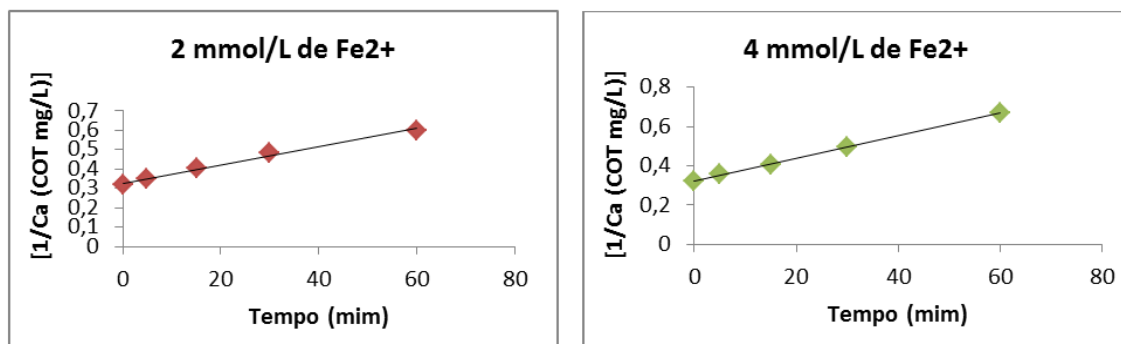 2 mmol/L de Fe2+
[1/Ca (COT mg/L)]
0,7
0,6
0,5
0,4
0,3
0,2
0,1
0
0 20 40 60 80
Tempo (mim)
4 mmol/L de Fe2+
[1/Ca (COT mg/L)]
0,8
0,6
0,4
0,2
0
0 20 40 60 80
Tempo (mim)